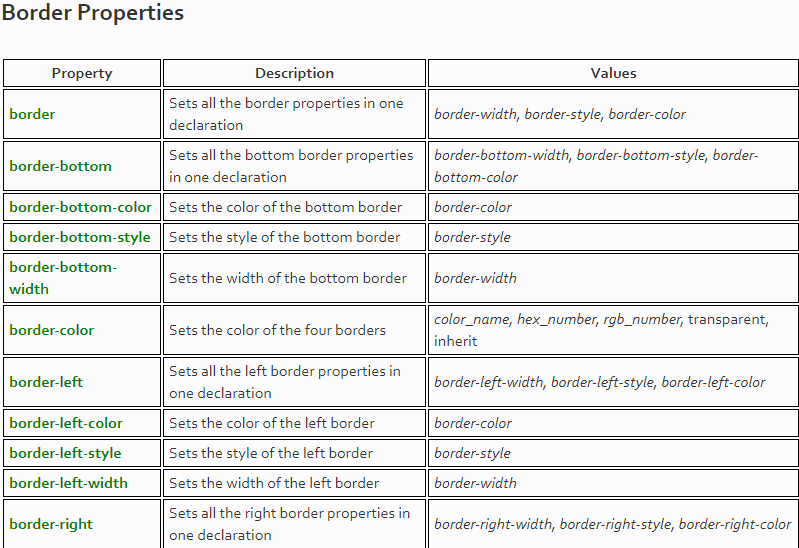 Border Properties
Property Description Values
border Sets all the border properties in one declaration border-width, border-style, border-color
border-bottom Sets all the bottom border properties in one declaration border-bottom-width, border-bottom-style, border-bottom-color
border-bottom-color Sets the color of the bottom border border-color
border-bottom-style Sets the style of the bottom border border-style
border-bottom-width Sets the width of the bottom border border-width
border-color Sets the color of the four borders color_name, hex_number, rgb_number, transparent, inherit
border-left Sets all the left border properties in one declaration border-left-width, border-left-style, border-left-color
border-left-color Sets the color of the left border border-color
border-left-style Sets the style of the left border border-style
border-left-width Sets the width of the left border border-width
border-right Sets all the right border properties in one declaration border-right-width, border-right-style, border-right-color